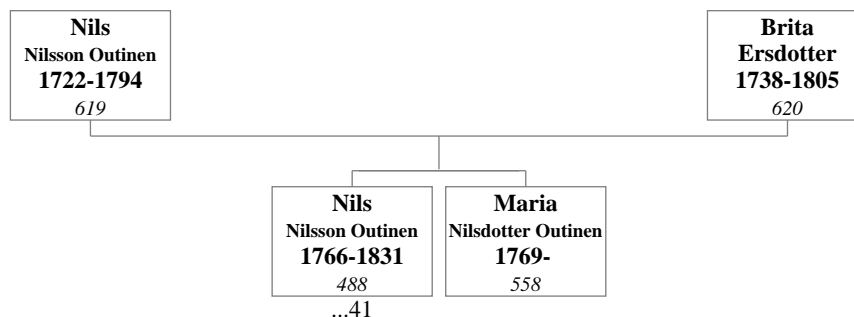 Nils
Nilsson Outinen
1722-1794
619
Brita
Ersdotter
1738-1805
620
Nils
Nilsson Outinen
1766-1831
488
...41
Maria
Nilsdotter Outinen
1769-
558